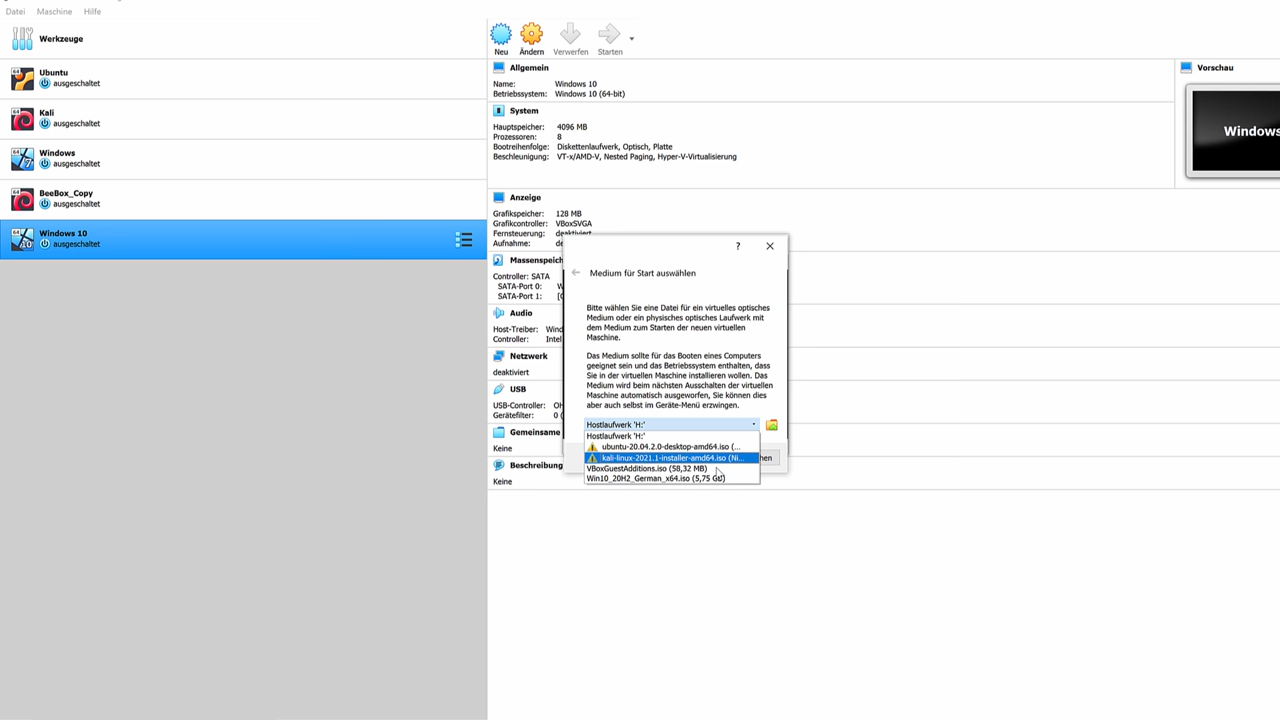 Datei Maschine Hilfe
Werkzeuge
Ubuntu
ausgeschaltet
Kali
ausgeschaltet
Windows
ausgeschaltet
BeeBox_Copy
ausgeschaltet
Windows 10
ausgeschaltet
Neu Ändern Verwerfen Starten
Allgemein
Name: Windows 10
Betriebssystem: Windows 10 (64-bit)
System
Hauptspeicher: 4096 MB
Prozessoren: 8
Bootreihenfolge: Diskettenlaufwerk, Optisch, Platte
Beschleunigung: VT-x/AMD-V, Nested Paging, Hyper-V-Virtualisierung
Vorschau
Windows
Anzeige
Grafikspeicher: 128 MB
Grafikcontroller: VBoxSVGA
Fernsteuerung: deaktiviert
Aufnahme: de
Massenspeich
Controller: SATA
SATA-Port 0: W
SATA-Port 1: [O
Audio
Host-Treiber: Wind
Controller: Intel
Netzwerk
deaktiviert
USB
USB-Controller: OH
Gerätefilter: 0 (
Gemeinsame
Keine
Beschreibung
Keine
?
Medium für Start auswählen
Bitte wählen Sie eine Datei für ein virtuelles optisches
Medium oder ein physisches optisches Laufwerk mit
dem Medium zum Starten der neuen virtuellen
Maschine.
Das Medium sollte für das Booten eines Computers
geeignet sein und das Betriebssystem enthalten, dass
Sie in der virtuellen Maschine installieren wollen. Das
Medium wird beim nächsten Ausschalten der virtuellen
Maschine automatisch ausgeworfen, Sie können dies
aber auch selbst im Geräte-Menü erzwingen.
Hostlaufwerk 'H:'
Hostlaufwerk 'H:'
ubuntu-20.04.2.0-desktop-amd64.iso (...
kali-linux-2021.1-installer-amd64.iso (Ni...
VBoxGuestAdditions.iso (58,32 MB)
Win10_20H2_German_x64.iso (5,75 GB)
hen